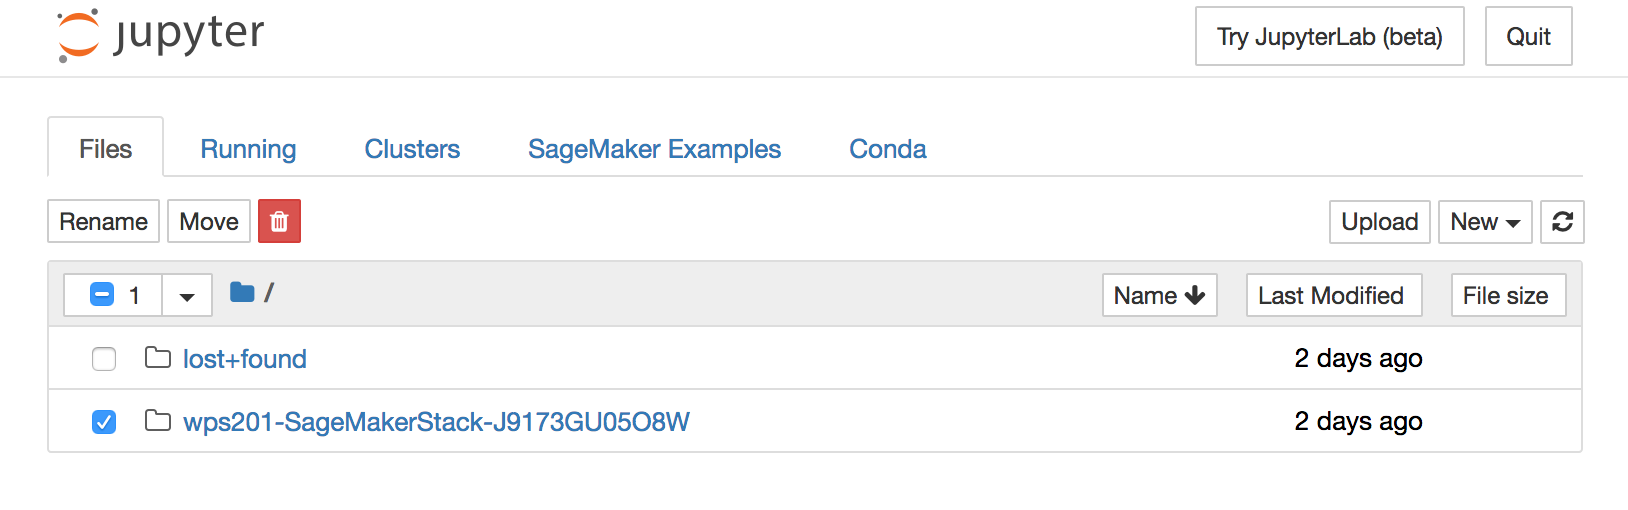 jupyter
Try JupyterLab (beta) Quit
Files Running Clusters SageMaker Examples Conda
Rename Move Upload New
1 / Name Last Modified File size
lost+found 2 days ago
wps201-SageMakerStack-J9173GU05O8W 2 days ago